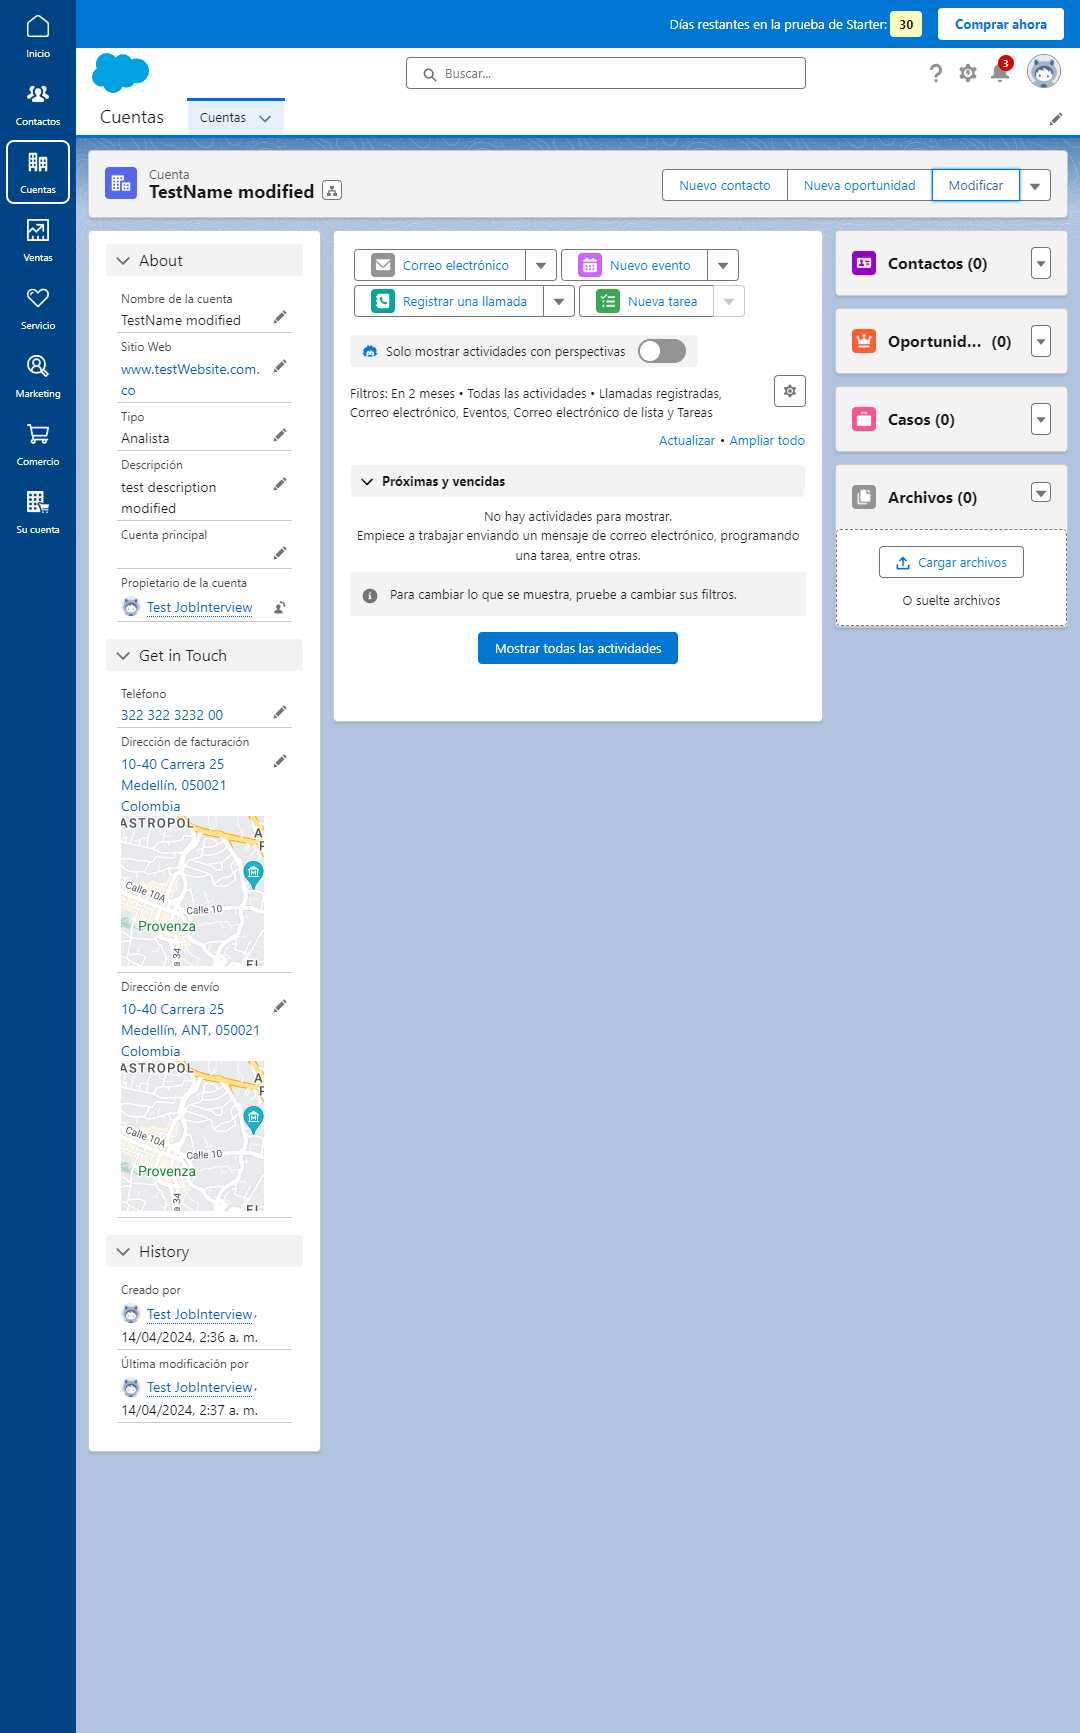 Inicio
Contactos
Cuentas
Ventas
Servicio
Marketing
Comercio
Su cuenta
Días restantes en la prueba de Starter: 30
Comprar ahora
Buscar...
3
Cuentas
Cuentas
Cuenta
TestName modified
Nuevo contacto
Nueva oportunidad
Modificar
About
Nombre de la cuenta
TestName modified
Sitio Web
www.testWebsite.com.
co
Tipo
Analista
Descripción
test description
modified
Cuenta principal
Propietario de la cuenta
Test JobInterview
Get in Touch
Teléfono
322 322 3232 00
Dirección de facturación
10-40 Carrera 25
Medellín, 050021
Colombia
ASTROPOL
A
F
Calle 10A
Calle 10
Provenza
a 34
EL
Dirección de envío
10-40 Carrera 25
Medellín, ANT, 050021
Colombia
ASTROPOL
A
F
Calle 10A
Calle 10
Provenza
a 34
EL
History
Creado por
Test JobInterview,
14/04/2024, 2:36 a. m.
Última modificación por
Test JobInterview,
14/04/2024, 2:37 a. m.
Correo electrónico
Nuevo evento
Registrar una llamada
Nueva tarea
Solo mostrar actividades con perspectivas
Filtros: En 2 meses • Todas las actividades • Llamadas registradas,
Correo electrónico, Eventos, Correo electrónico de lista y Tareas
Actualizar • Ampliar todo
Próximas y vencidas
No hay actividades para mostrar.
Empiece a trabajar enviando un mensaje de correo electrónico, programando
una tarea, entre otras.
Para cambiar lo que se muestra, pruebe a cambiar sus filtros.
Mostrar todas las actividades
Contactos (0)
Oportunid... (0)
Casos (0)
Archivos (0)
Cargar archivos
O suelte archivos